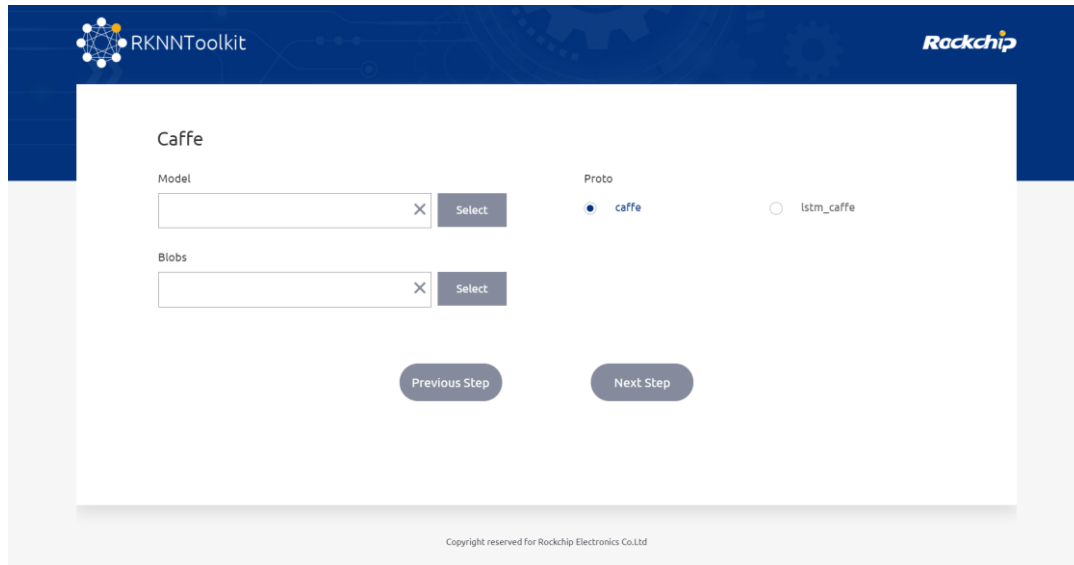 RKNNToolkit
Rockchip
Caffe
Model
Select
Proto
caffe
lstm_caffe
Blobs
Select
Previous Step
Next Step
Copyright reserved for Rockchip Electronics Co.Ltd